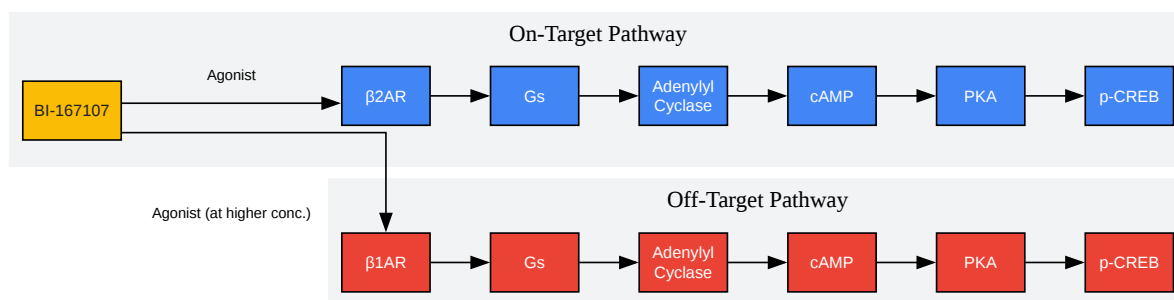 On-Target Pathway
Agonist
BI-167107
β2AR
Gs
Adenylyl
Cyclase
cAMP
PKA
p-CREB
Agonist (at higher conc.)
Off-Target Pathway
β1AR
Gs
Adenylyl
Cyclase
cAMP
PKA
p-CREB